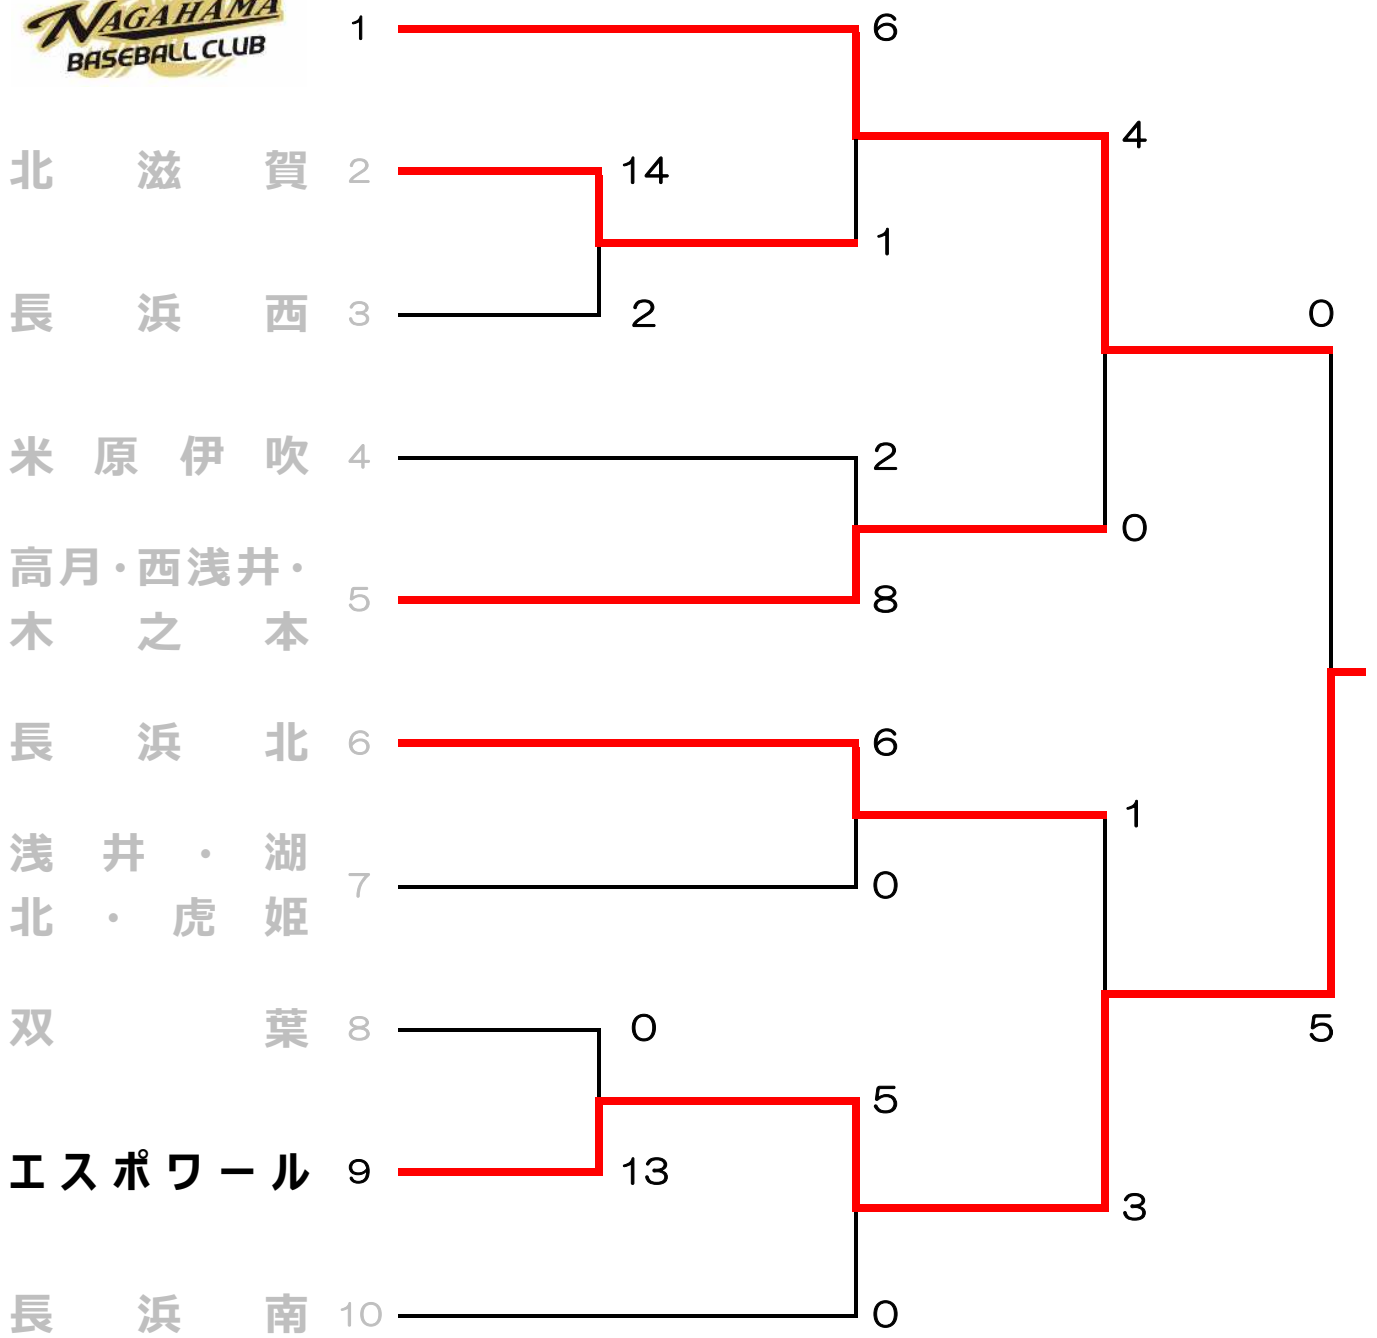 NAGAHAMA
BASEBALL CLUB
1 6
4
北滋賀 2 14
1
長浜西 3 2
0
米原伊吹 4 2
0
高月・西浅井・
木之本 5 8
長浜北 6 6
1
浅井・湖
北・虎姫 7 0
双葉 8 0
5
5
エスポワール 9 13
3
長浜南 10 0